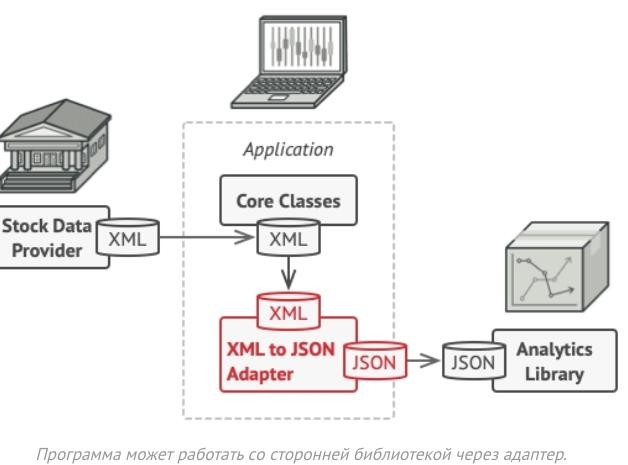 Application
Core Classes
XML
Stock Data
Provider
XML
XML
XML to JSON
Adapter
JSON
JSON
Analytics
Library
Программа может работать со сторонней библиотекой через адаптер.